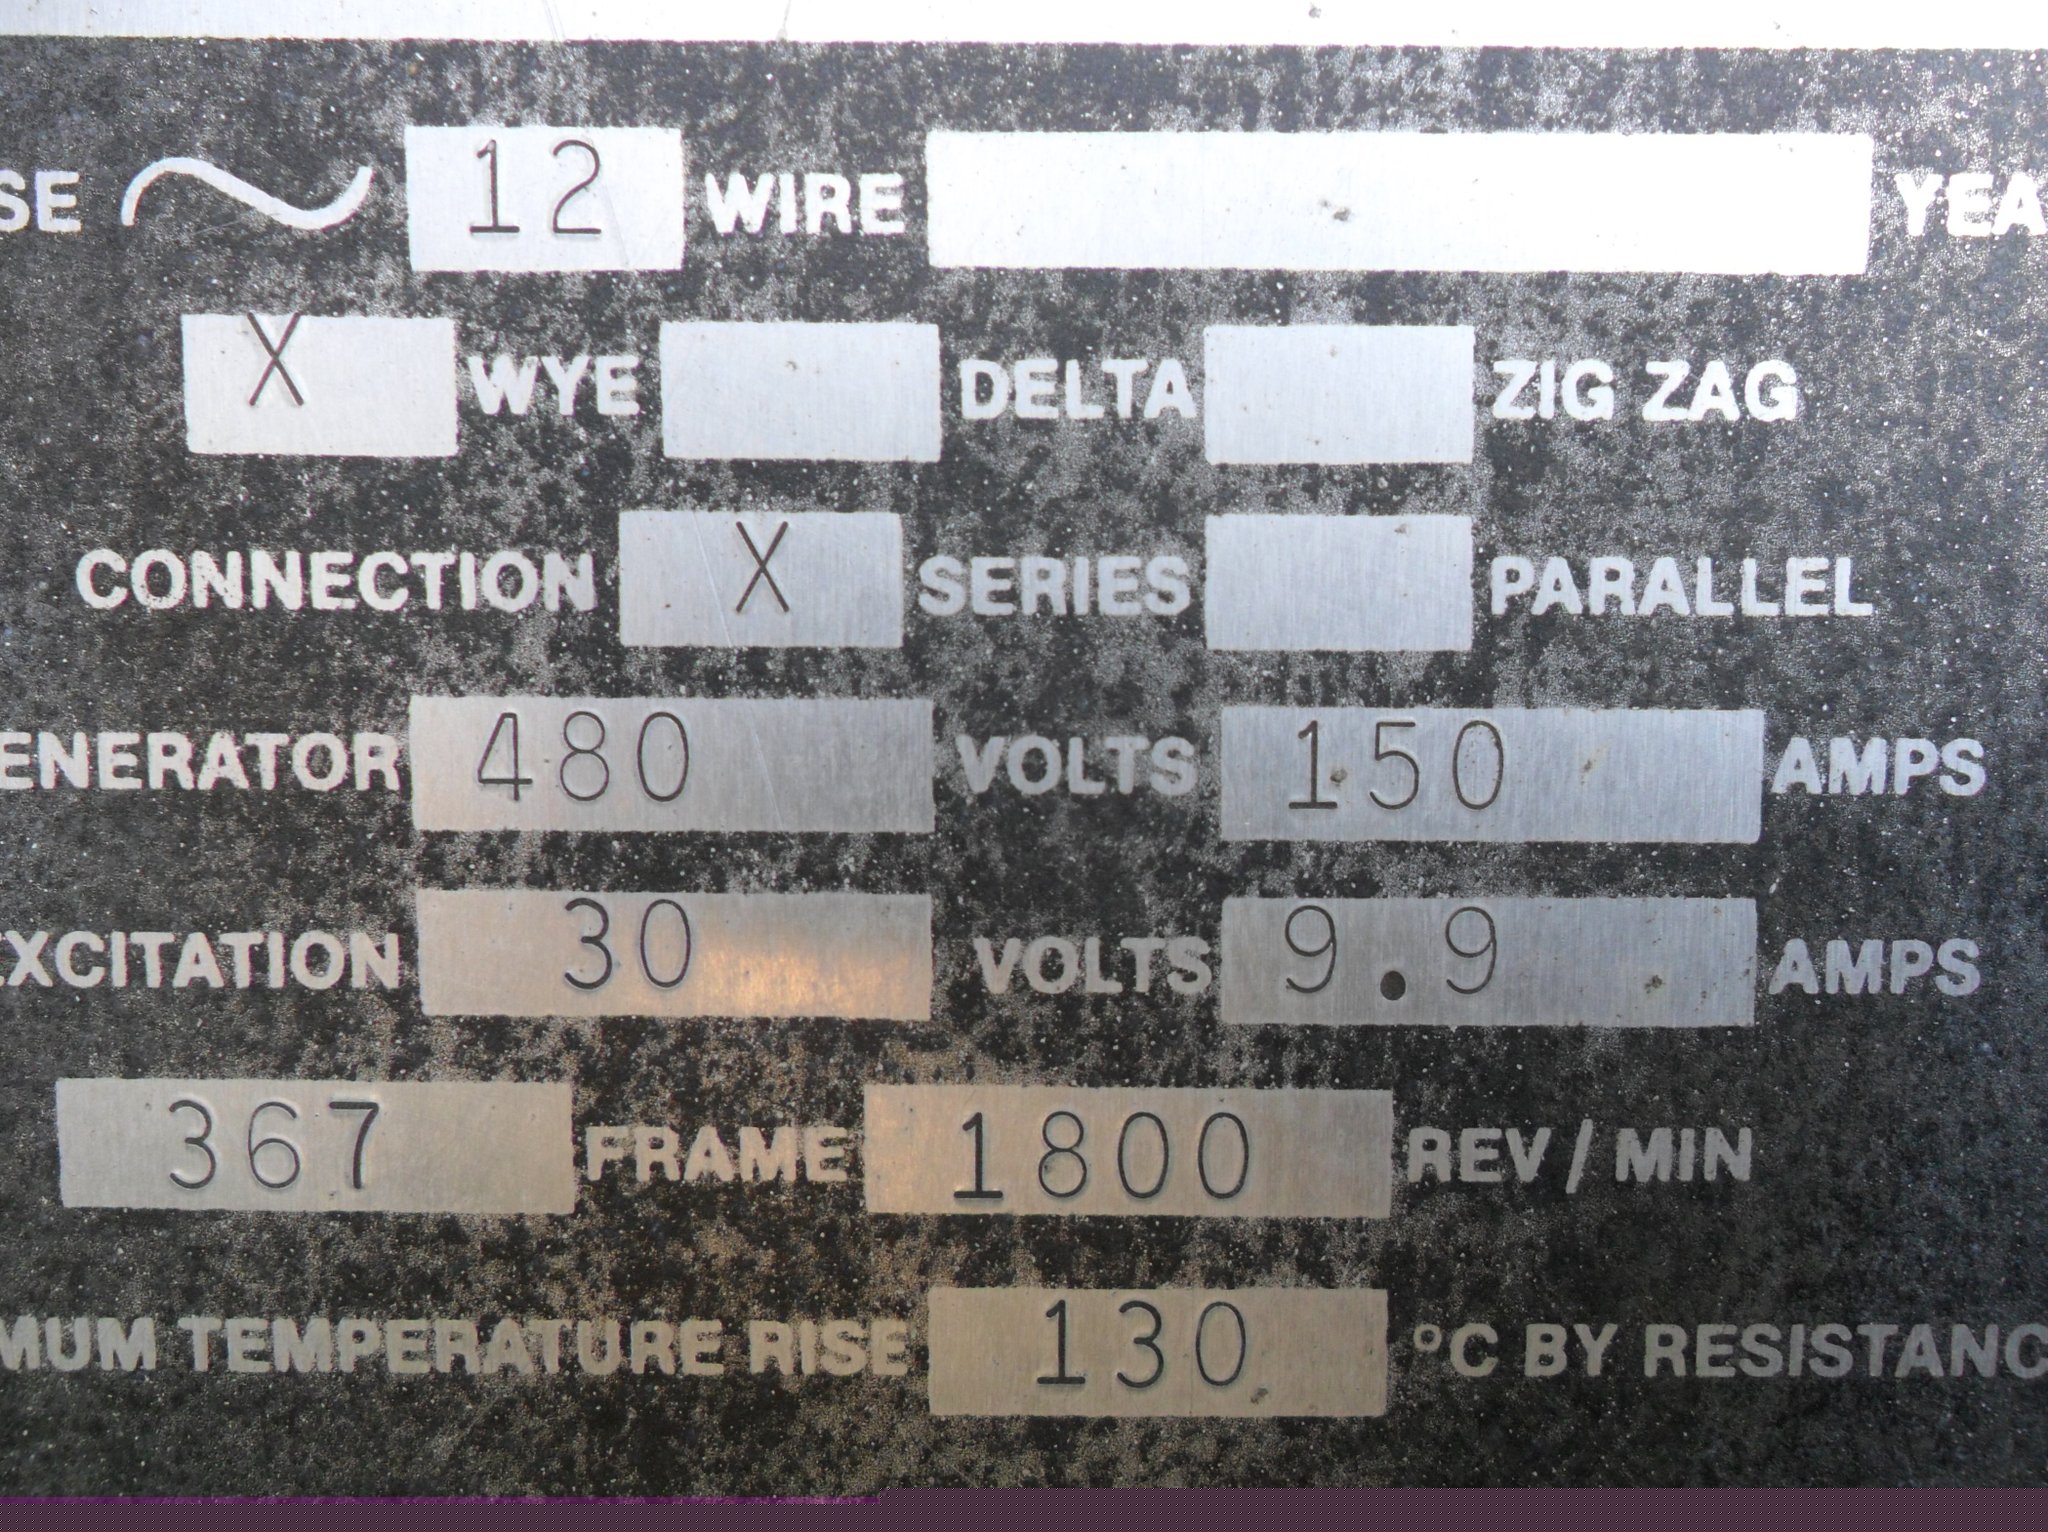 SE ~ 12 WIRE YEA
X WYE DELTA ZIG ZAG
CONNECTION X SERIES PARALLEL
ENERATOR 480 VOLTS 150 AMPS
EXCITATION 30 VOLTS 9.9 AMPS
367 FRAME 1800 REV / MIN
MUM TEMPERATURE RISE 130 °C BY RESISTANC